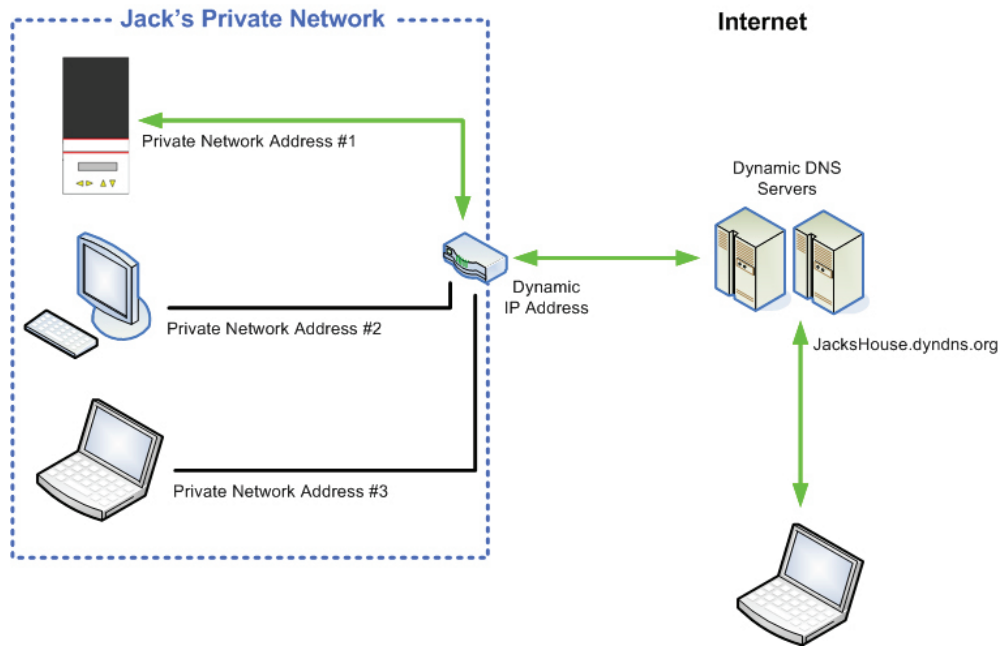 Jack's Private Network
Internet
Private Network Address #1
Dynamic DNS
Servers
Dynamic
IP Address
Private Network Address #2
JacksHouse.dyndns.org
Private Network Address #3